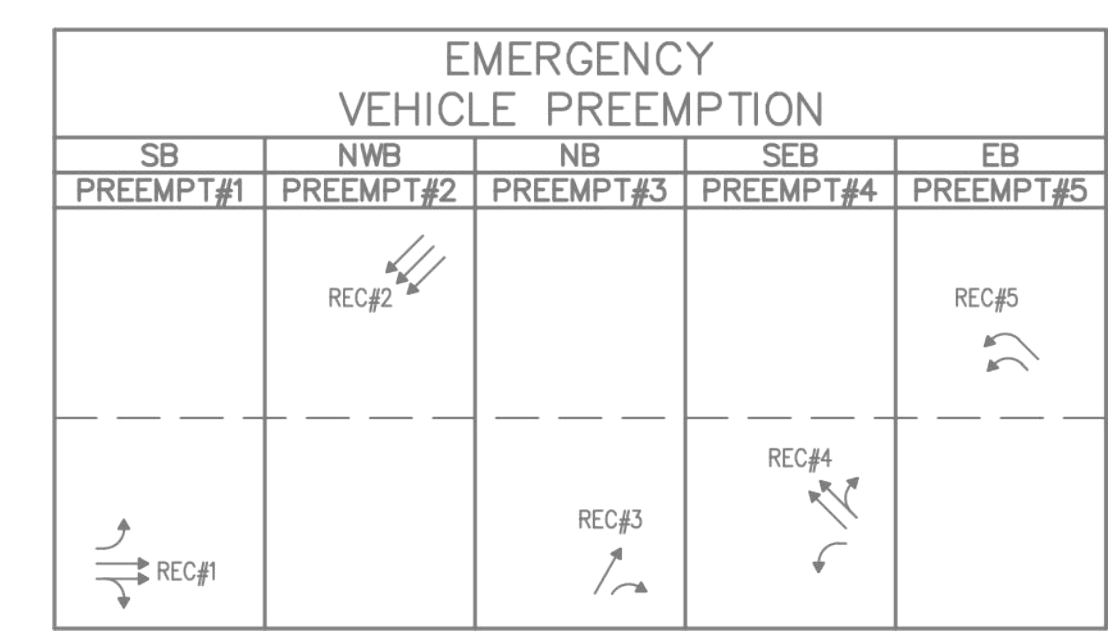 EMERGENCY
VEHICLE PREEMPTION
SB NWB NB SEB EB
PREEMPT#1 PREEMPT#2 PREEMPT#3 PREEMPT#4 PREEMPT#5
REC#2 REC#5
REC#4
REC#3
REC#1